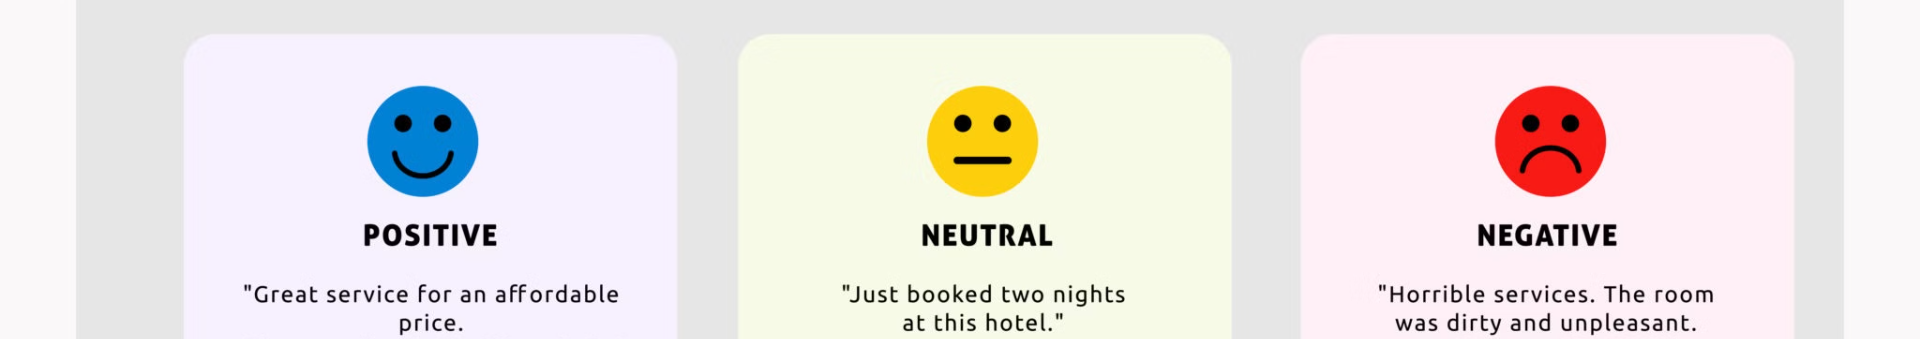 POSITIVE
"Great service for an affordable
price.
NEUTRAL
"Just booked two nights
at this hotel."
NEGATIVE
"Horrible services. The room
was dirty and unpleasant.